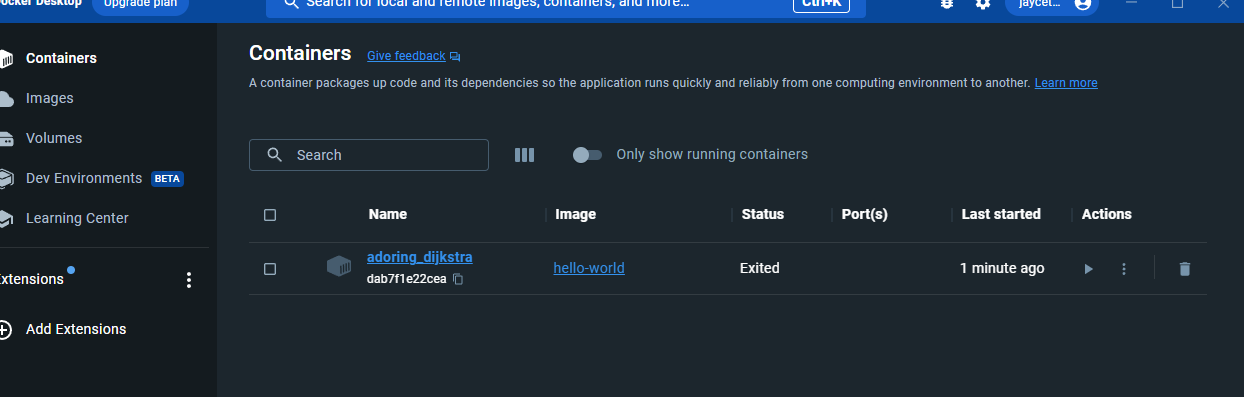 Docker Desktop Upgrade plan Search for local and remote images, containers, and more... Ctrl+K jaycet...
Containers
Images
Volumes
Dev Environments BETA
Learning Center
Extensions
Add Extensions
Containers Give feedback
A container packages up code and its dependencies so the application runs quickly and reliably from one computing environment to another. Learn more
Search Only show running containers
Name Image Status Port(s) Last started Actions
adoring_dijkstra hello-world Exited 1 minute ago
dab7f1e22cea